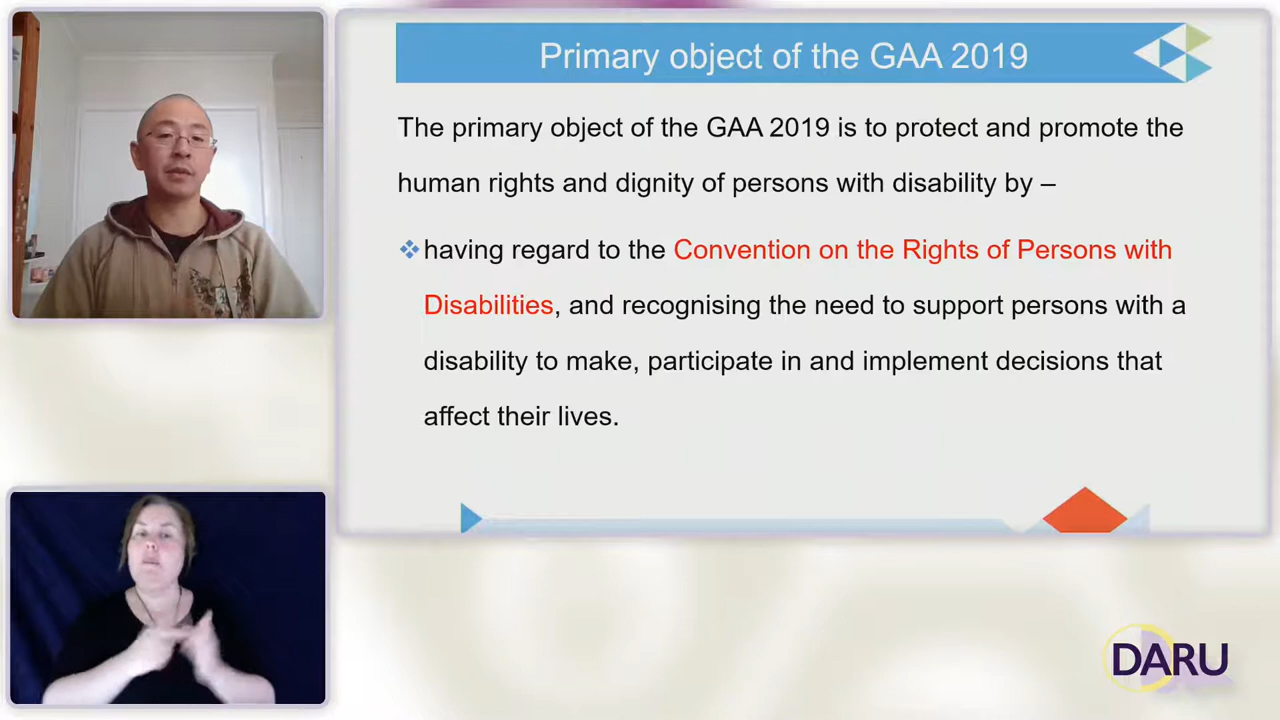 Primary object of the GAA 2019
The primary object of the GAA 2019 is to protect and promote the
human rights and dignity of persons with disability by –
having regard to the Convention on the Rights of Persons with
Disabilities, and recognising the need to support persons with a
disability to make, participate in and implement decisions that
affect their lives.
DARU